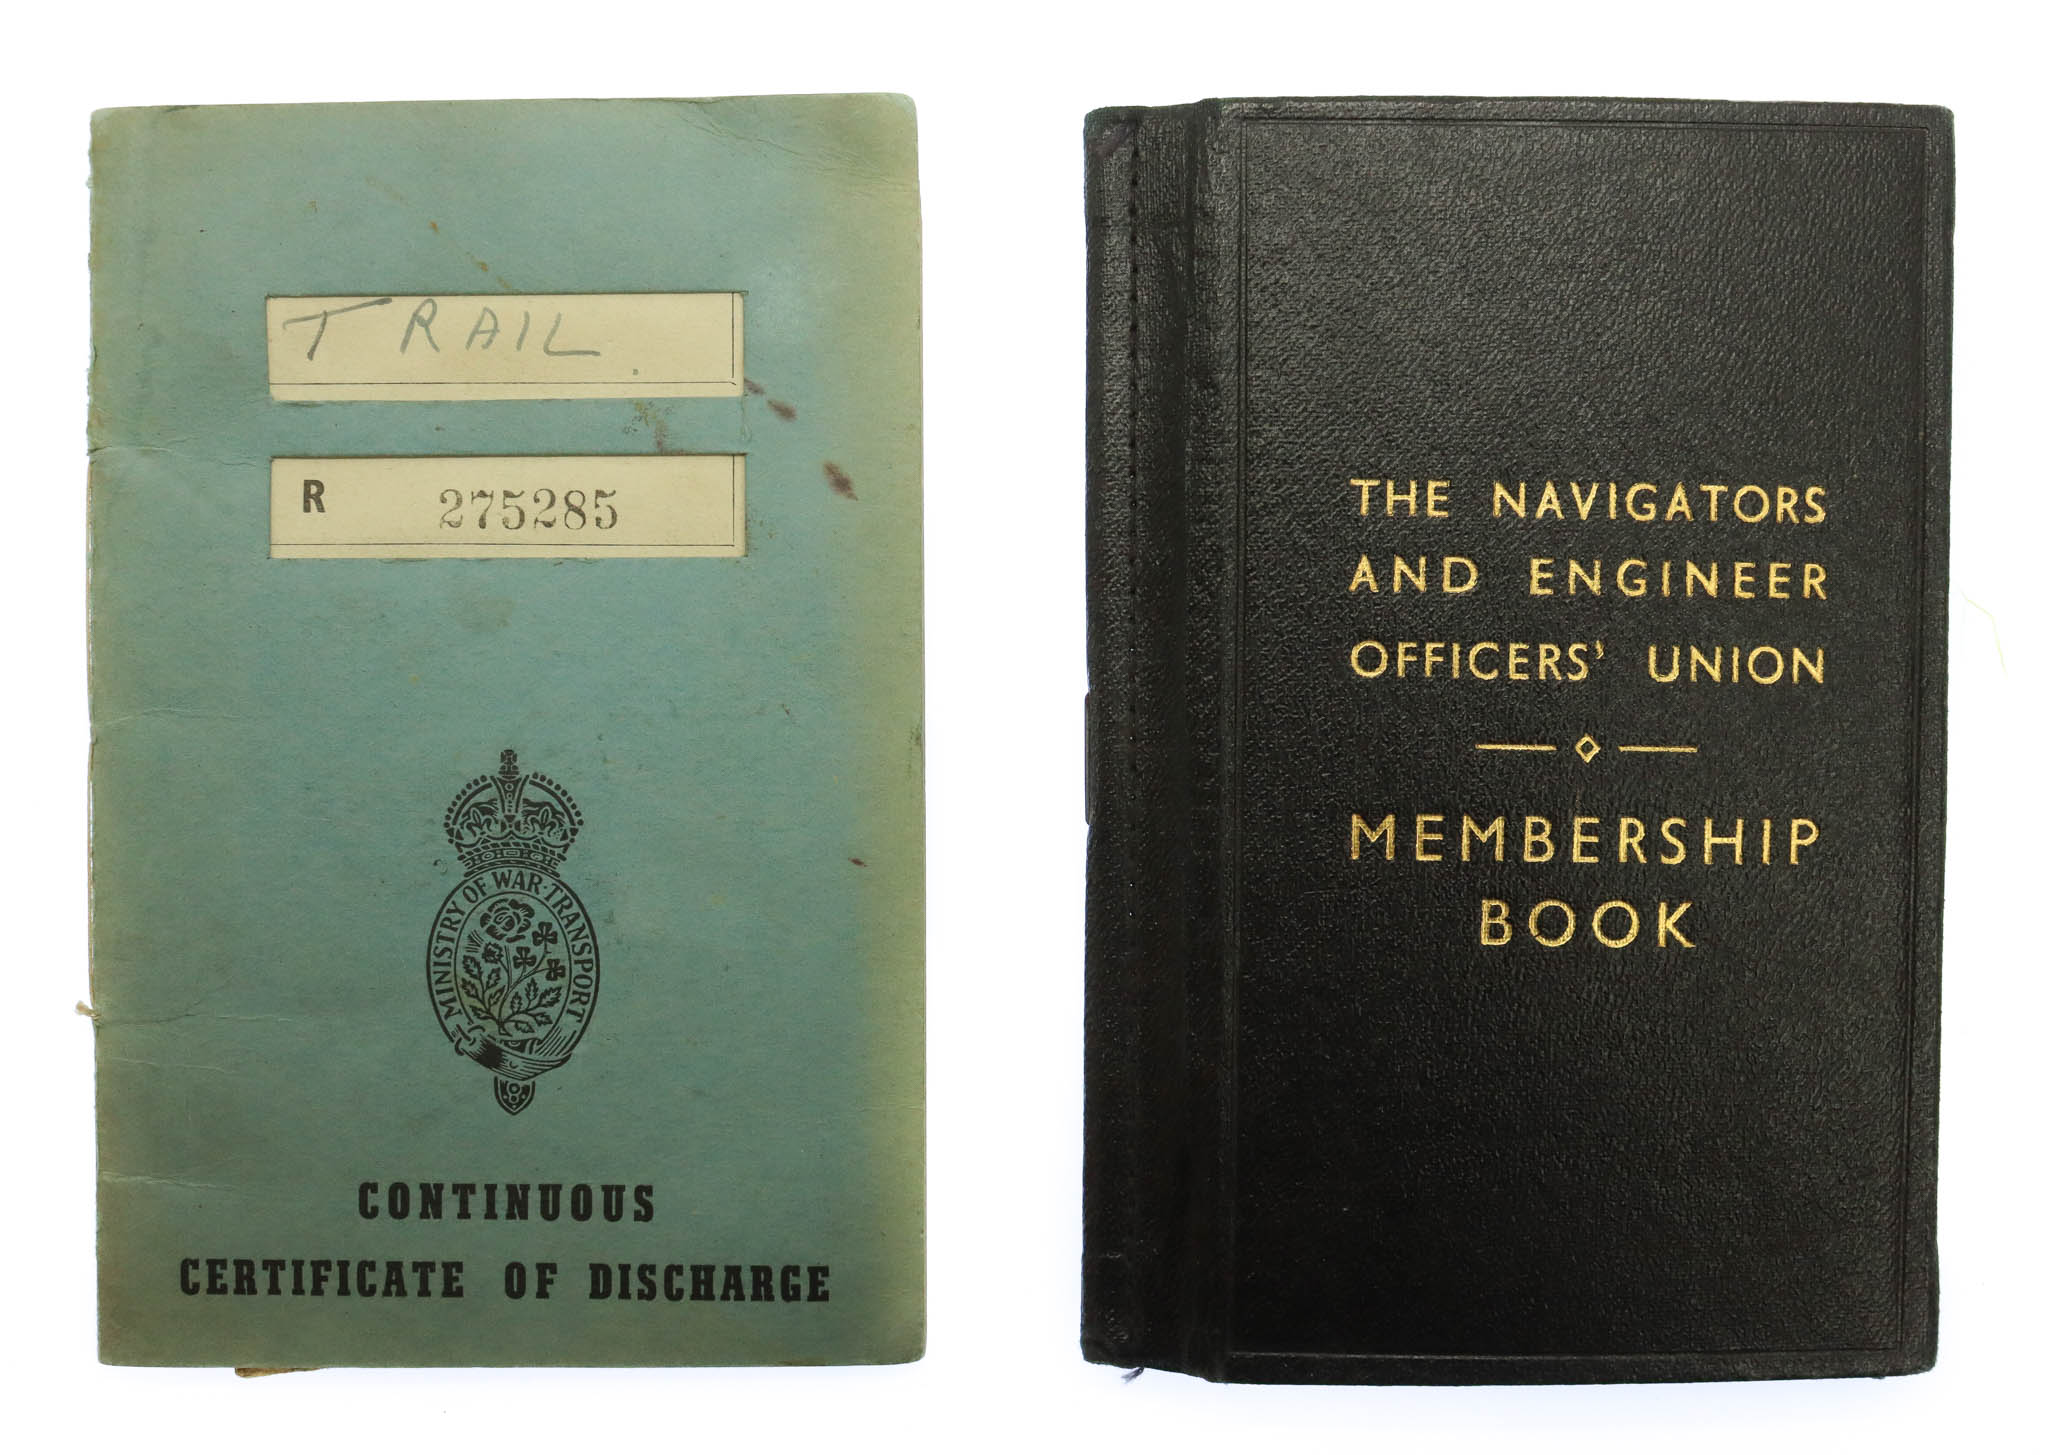 TRAIL.
R 275285
MINISTRY OF WAR·TRANSPORT
CONTINUOUS
CERTIFICATE OF DISCHARGE
THE NAVIGATORS
AND ENGINEER
OFFICERS' UNION
MEMBERSHIP
BOOK